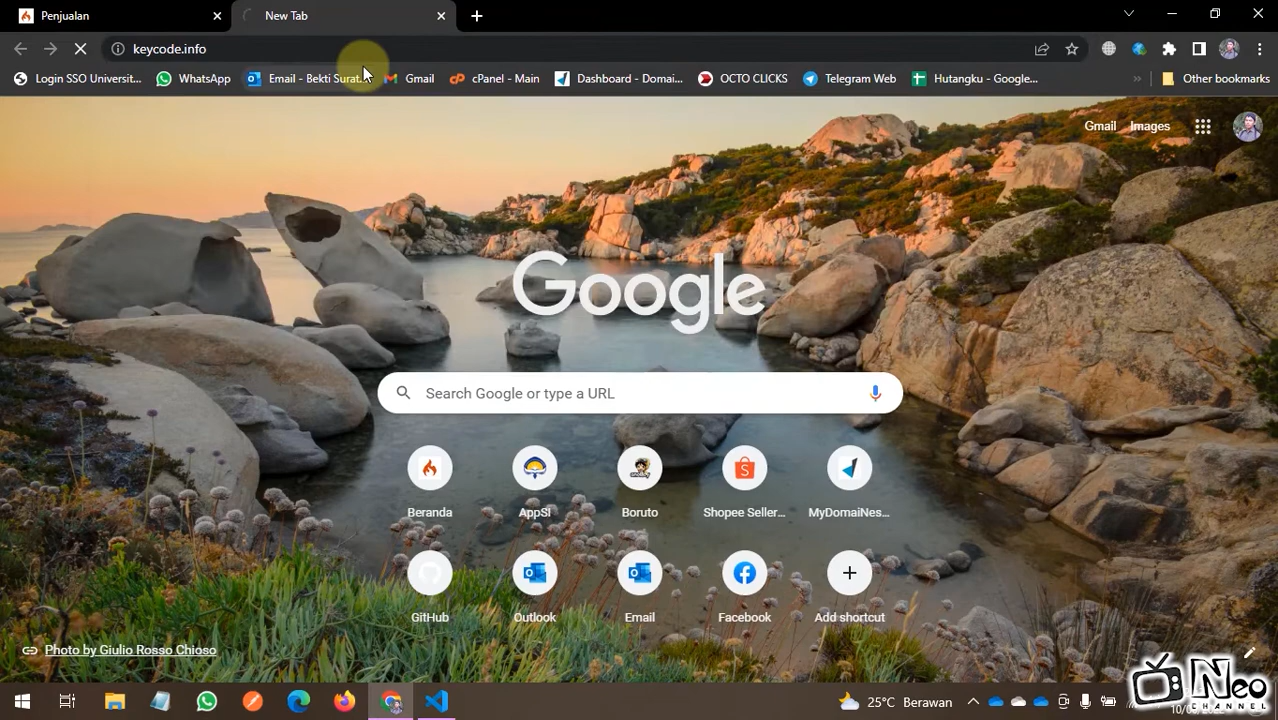 Penjualan
New Tab
keycode.info
Login SSO Universit...
WhatsApp
Email - Bekti Surat...
Gmail
cPanel - Main
Dashboard - Domai...
OCTO CLICKS
Telegram Web
Hutangku - Google...
»
Other bookmarks
Gmail
Images
Google
Search Google or type a URL
Beranda
AppSi
Boruto
Shopee Seller...
MyDomaiNes...
GitHub
Outlook
Email
Facebook
Add shortcut
Photo by Giulio Rosso Chioso
25°C Berawan
Neo
CHANNEL